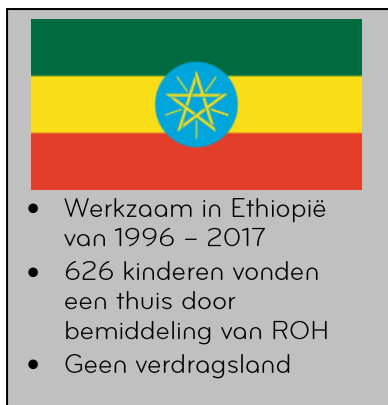 • Werkzaam in Ethiopië
van 1996 – 2017
• 626 kinderen vonden
een thuis door
bemiddeling van ROH
• Geen verdragsland